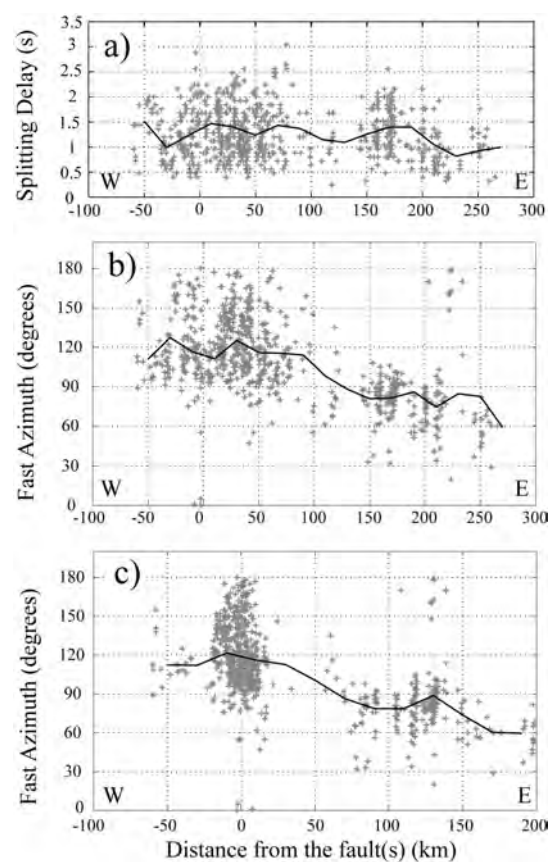 a)
Splitting Delay (s)
3.5
3
2.5
2
1.5
1
0.5
0
W
E
-100 -50 0 50 100 150 200 250 300
b)
Fast Azimuth (degrees)
180
150
120
90
60
30
0
W
E
-100 -50 0 50 100 150 200 250 300
c)
Fast Azimuth (degrees)
180
150
120
90
60
30
0
W
E
-100 -50 0 50 100 150 200
Distance from the fault(s) (km)